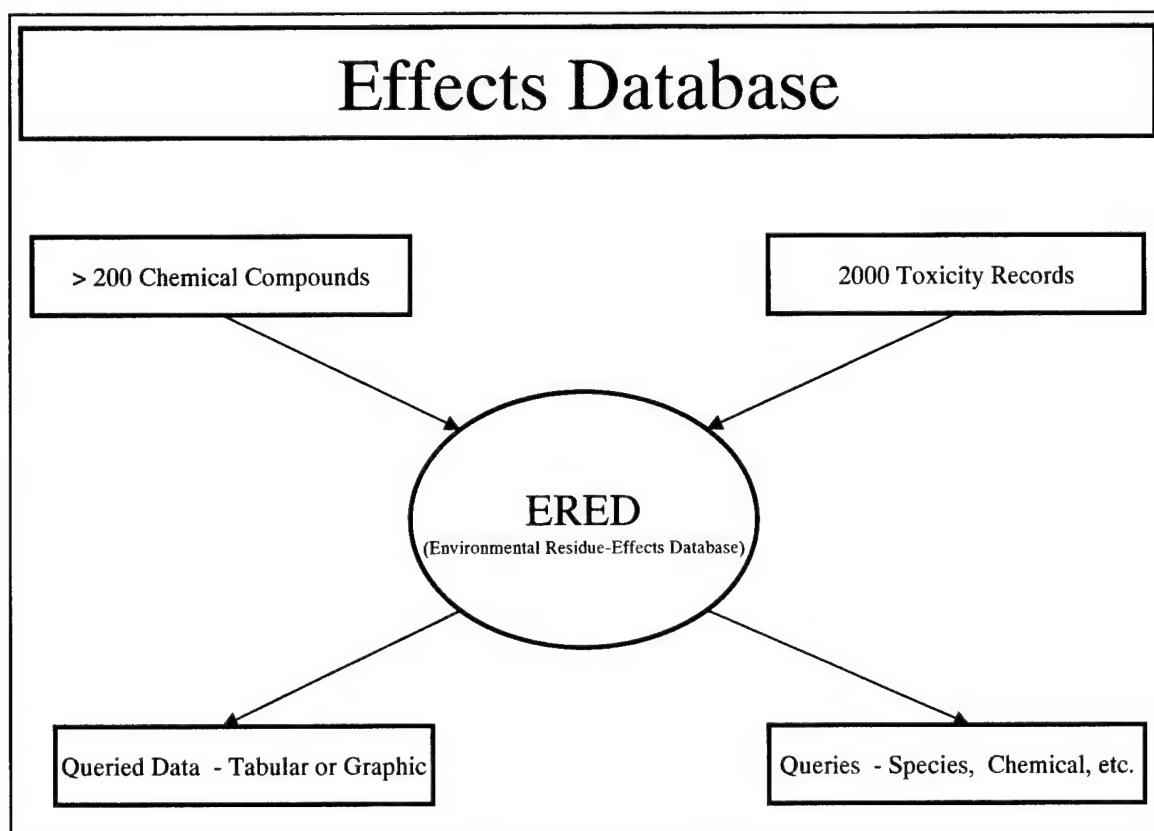 Effects Database
> 200 Chemical Compounds
2000 Toxicity Records
ERED
(Environmental Residue-Effects Database)
Queried Data - Tabular or Graphic
Queries - Species, Chemical, etc.